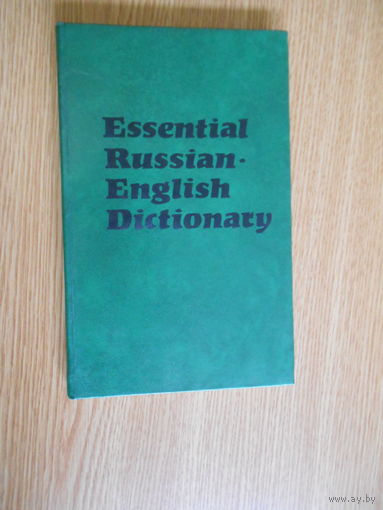 Essential
Russian-
English
Dictionary
www.ay.by